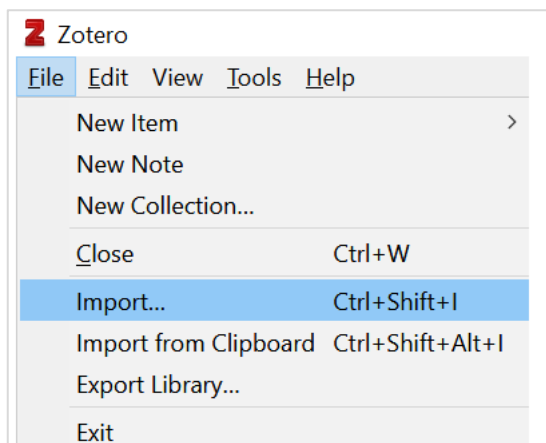 Zotero
File Edit View Tools Help
New Item
New Note
New Collection...
Close Ctrl+W
Import... Ctrl+Shift+I
Import from Clipboard Ctrl+Shift+Alt+I
Export Library...
Exit